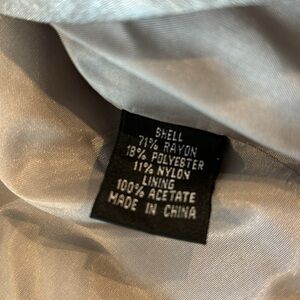 SHELL
71% RAYON
18% POLYESTER
11% NYLON
LINING
100% ACETATE
MADE IN CHINA